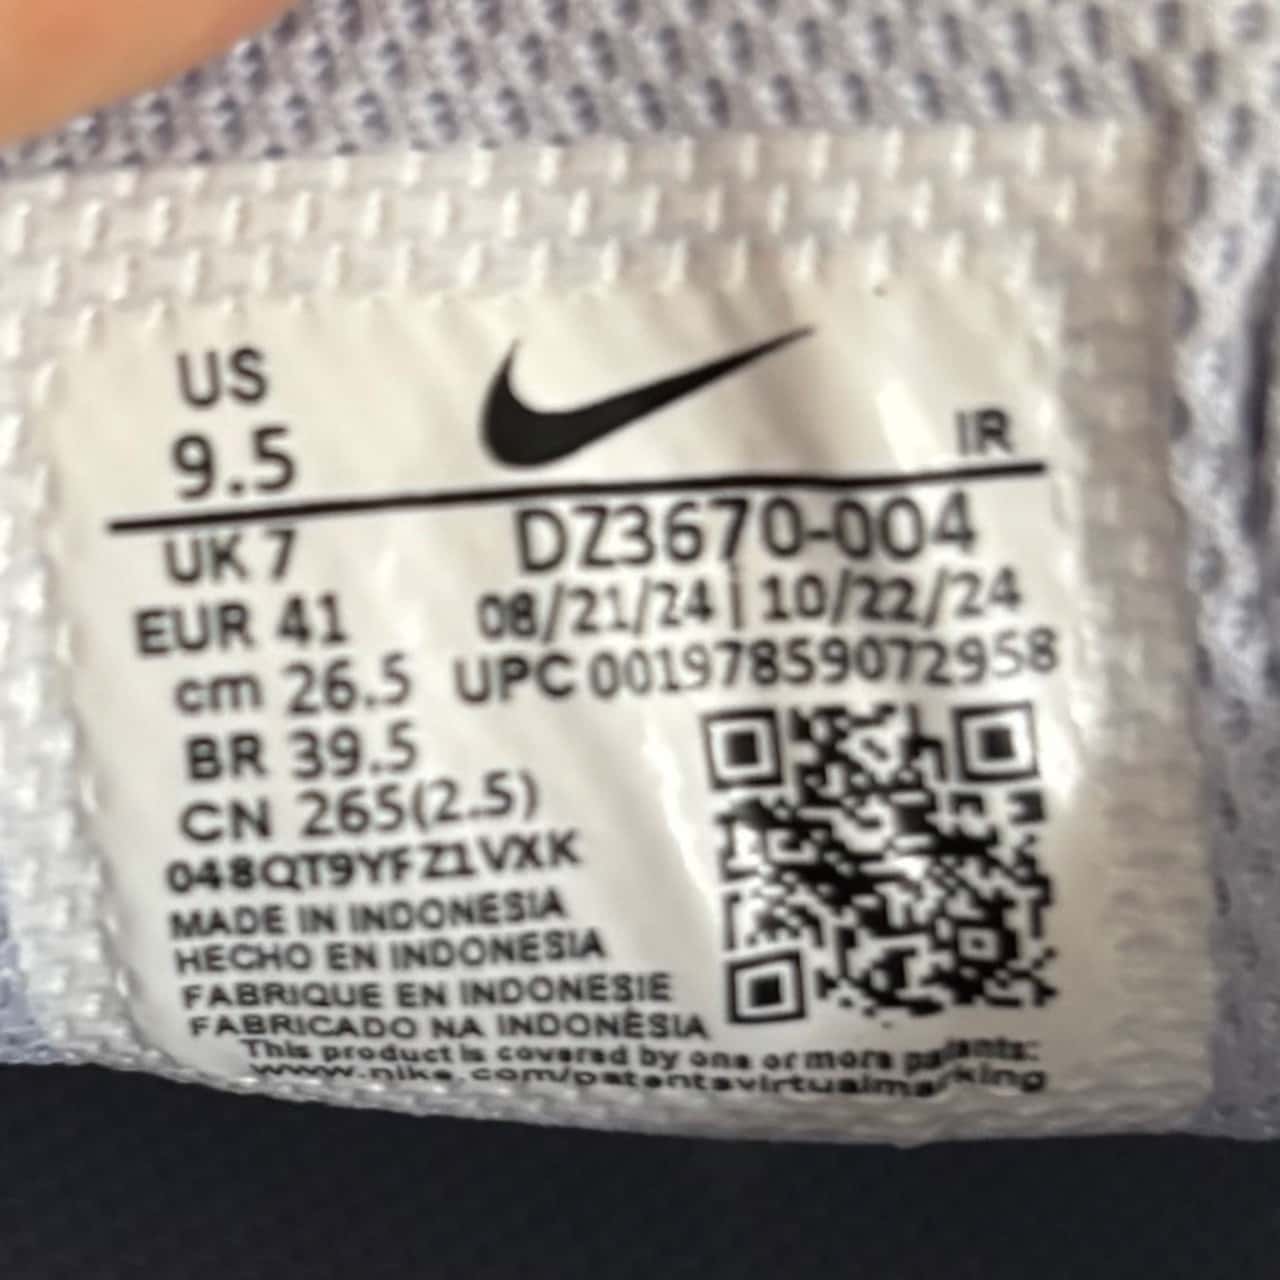 US
9.5
IR
UK 7
DZ3670-004
EUR 41
08/21/24 | 10/22/24
cm 26.5
UPC 00197859072958
BR 39.5
CN 265(2.5)
048QT9YFZ1VXK
MADE IN INDONESIA
HECHO EN INDONESIA
FABRIQUE EN INDONESIE
FABRICADO NA INDONÉSIA
This product is covered by one or more patents:
www.nike.com/patentsvirtualmarking